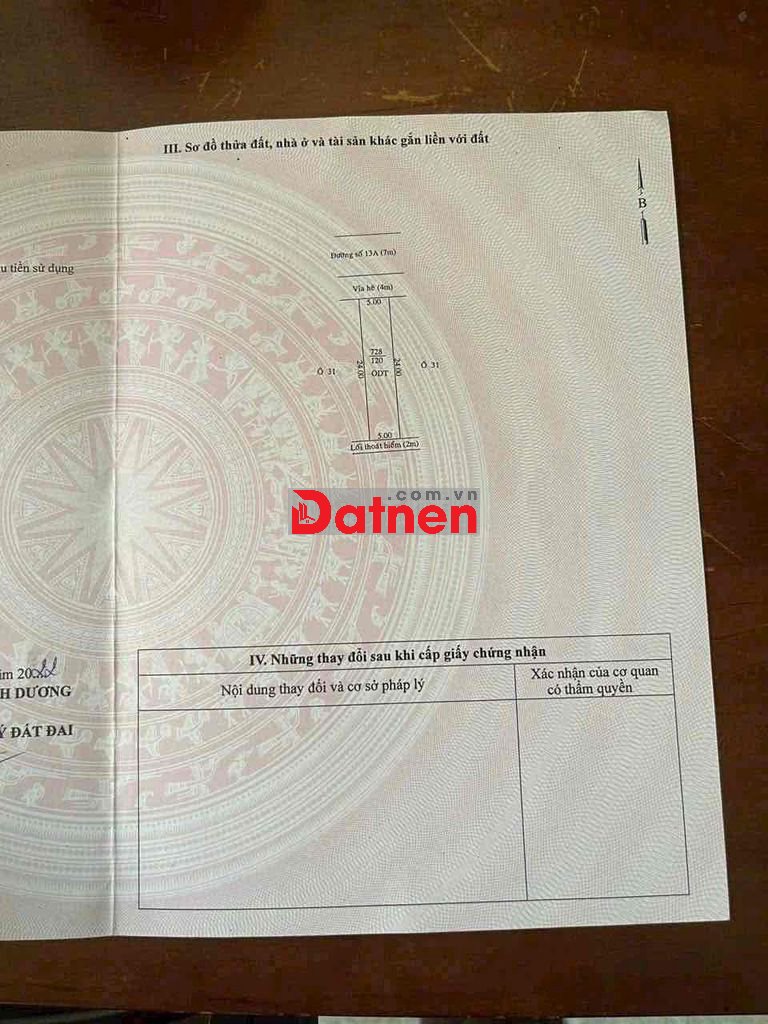 III. Sơ đồ thửa đất, nhà ở và tài sản khác gắn liền với đất
B
u tiền sử dụng
Đường số 13A (7m)
Vỉa hè (4m)
5.00
728
120
ODT
24.00
24.00
Ô 31
Ô 31
5.00
Lối thoát hiểm (2m)
.com.vn
Datnen
IV. Những thay đổi sau khi cấp giấy chứng nhận
Nội dung thay đổi và cơ sở pháp lý
Xác nhận của cơ quan
có thẩm quyền
ăm 2022
H DƯƠNG
Ý ĐẤT ĐAI